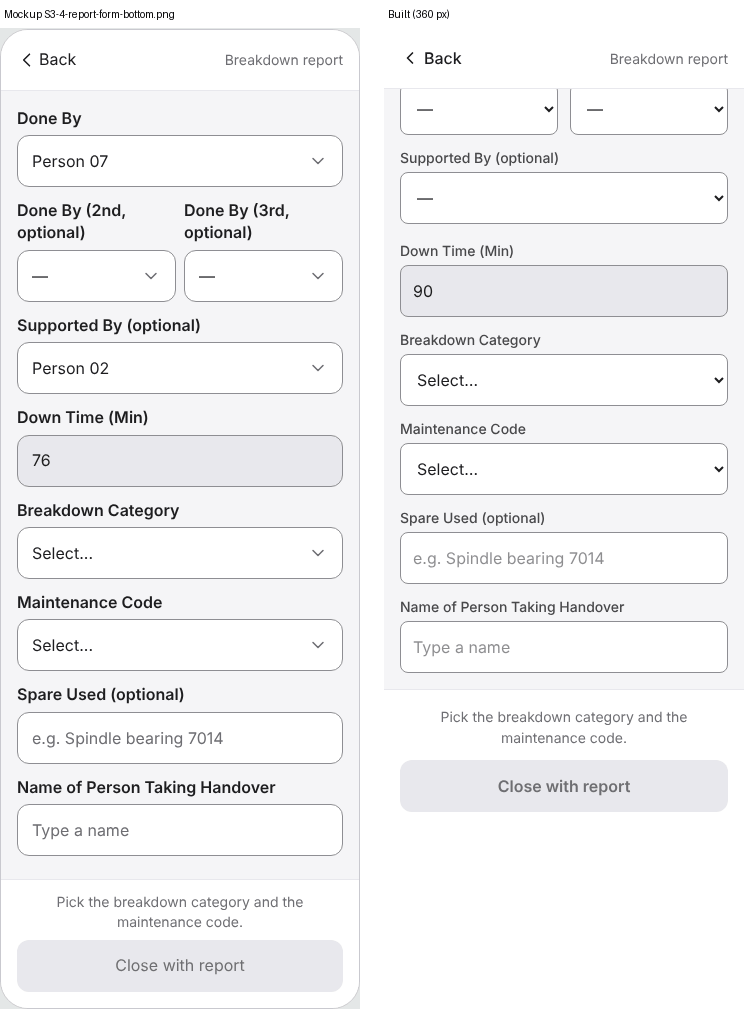 Mockup S3-4-report-form-bottom.png
Back
Breakdown report
Done By
Person 07
Done By (2nd, optional)
Done By (3rd, optional)
—
—
Supported By (optional)
Person 02
Down Time (Min)
76
Breakdown Category
Select...
Maintenance Code
Select...
Spare Used (optional)
e.g. Spindle bearing 7014
Name of Person Taking Handover
Type a name
Pick the breakdown category and the
maintenance code.
Close with report
Built (360 px)
Back
Breakdown report
—
—
Supported By (optional)
—
Down Time (Min)
90
Breakdown Category
Select...
Maintenance Code
Select...
Spare Used (optional)
e.g. Spindle bearing 7014
Name of Person Taking Handover
Type a name
Pick the breakdown category and the
maintenance code.
Close with report